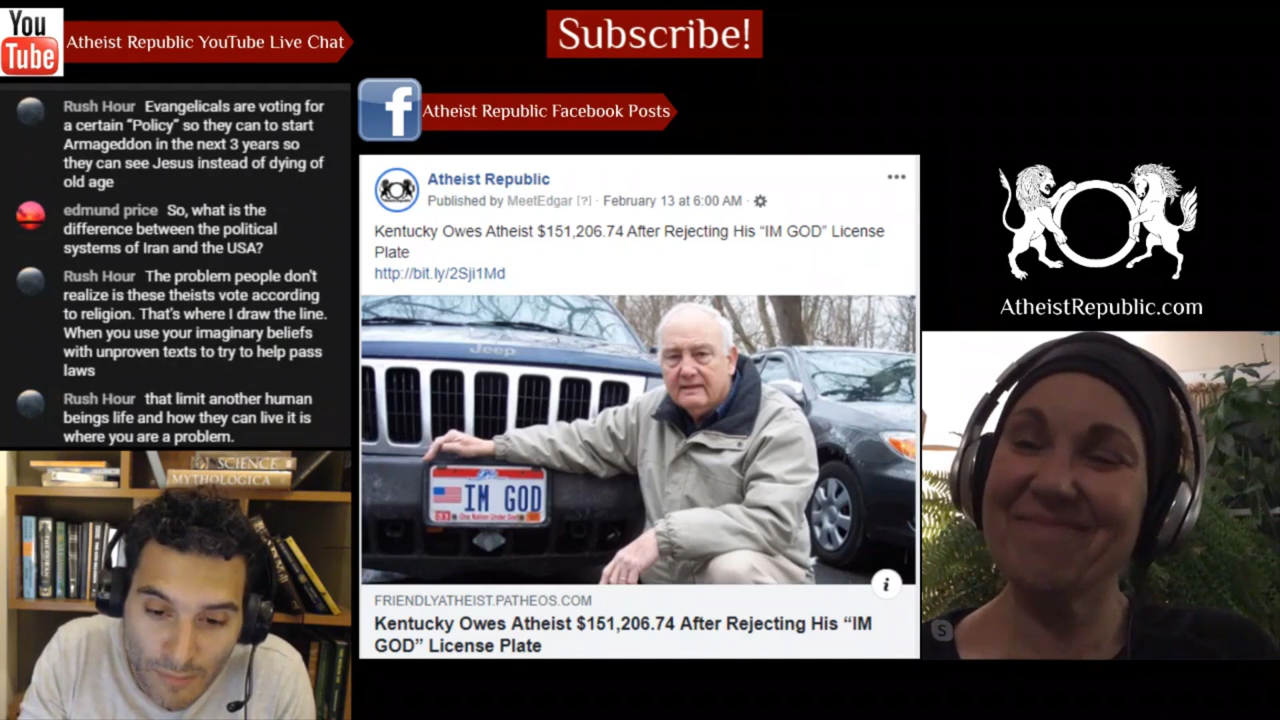 You
Tube
Atheist Republic YouTube Live Chat
Subscribe!
Rush Hour Evangelicals are voting for
a certain “Policy” so they can to start
Armageddon in the next 3 years so
they can see Jesus instead of dying of
old age
edmund price So, what is the
difference between the political
systems of Iran and the USA?
Rush Hour The problem people don't
realize is these theists vote according
to religion. That's where I draw the line.
When you use your imaginary beliefs
with unproven texts to try to help pass
laws
Rush Hour that limit another human
beings life and how they can live it is
where you are a problem.
f
Atheist Republic Facebook Posts
Atheist Republic
Published by MeetEdgar [?] · February 13 at 6:00 AM ·
Kentucky Owes Atheist $151,206.74 After Rejecting His “IM GOD” License
Plate
http://bit.ly/2Sji1Md
Jeep
IM GOD
One Nation Under God
i
FRIENDLYATHEIST.PATHEOS.COM
Kentucky Owes Atheist $151,206.74 After Rejecting His “IM
GOD” License Plate
AtheistRepublic.com
SCIENCE
MYTHOLOGICA
S